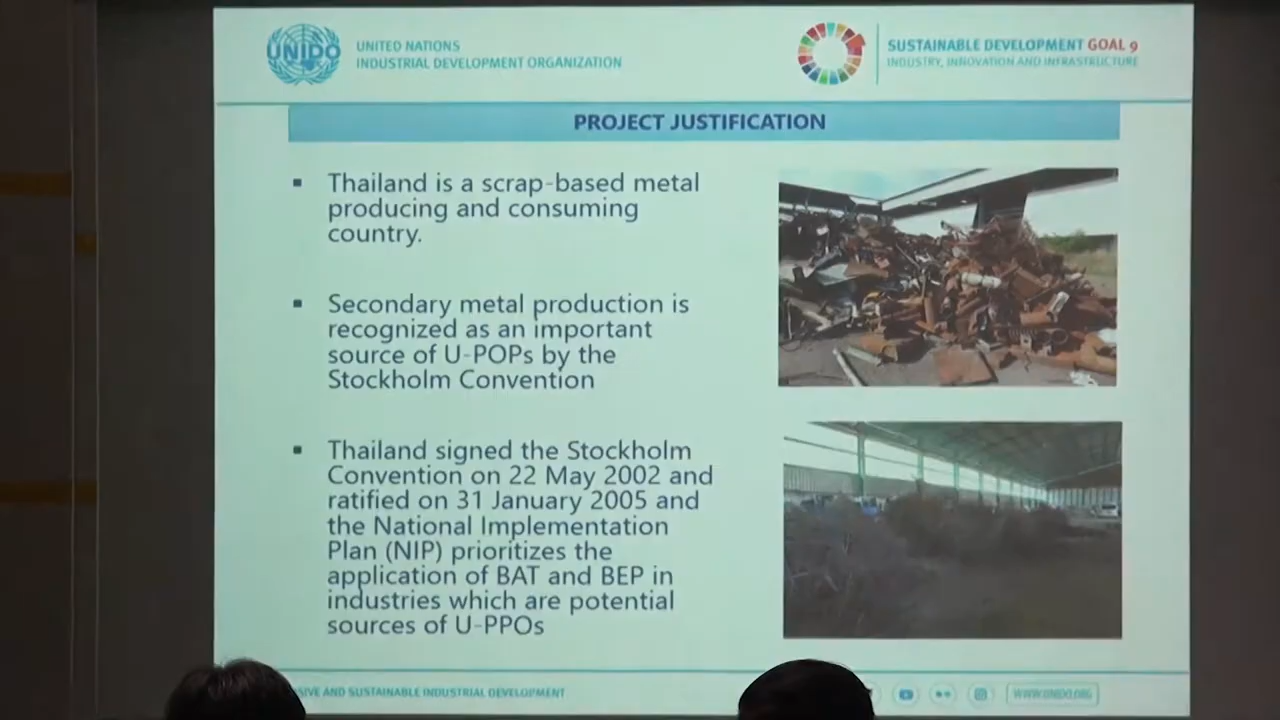 UNIDO
UNITED NATIONS
INDUSTRIAL DEVELOPMENT ORGANIZATION
SUSTAINABLE DEVELOPMENT GOAL 9
INDUSTRY, INNOVATION AND INFRASTRUCTURE
PROJECT JUSTIFICATION
▪ Thailand is a scrap-based metal
producing and consuming
country.
▪ Secondary metal production is
recognized as an important
source of U-POPs by the
Stockholm Convention
▪ Thailand signed the Stockholm
Convention on 22 May 2002 and
ratified on 31 January 2005 and
the National Implementation
Plan (NIP) prioritizes the
application of BAT and BEP in
industries which are potential
sources of U-PPOs
AND SUSTAINABLE INDUSTRIAL DEVELOPMENT
WWW.UNIDO.ORG